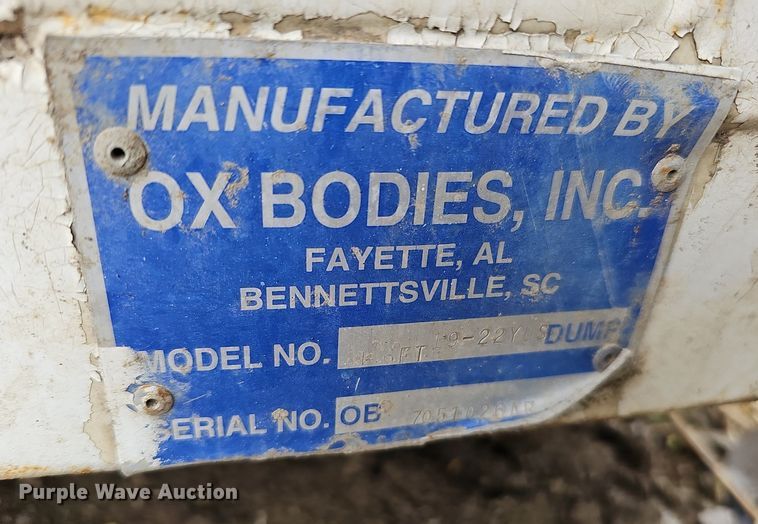 MANUFACTURED BY
OX BODIES, INC.
FAYETTE, AL
BENNETTSVILLE, SC
MODEL NO. DUMP
SERIAL NO. OB
Purple Wave Auction